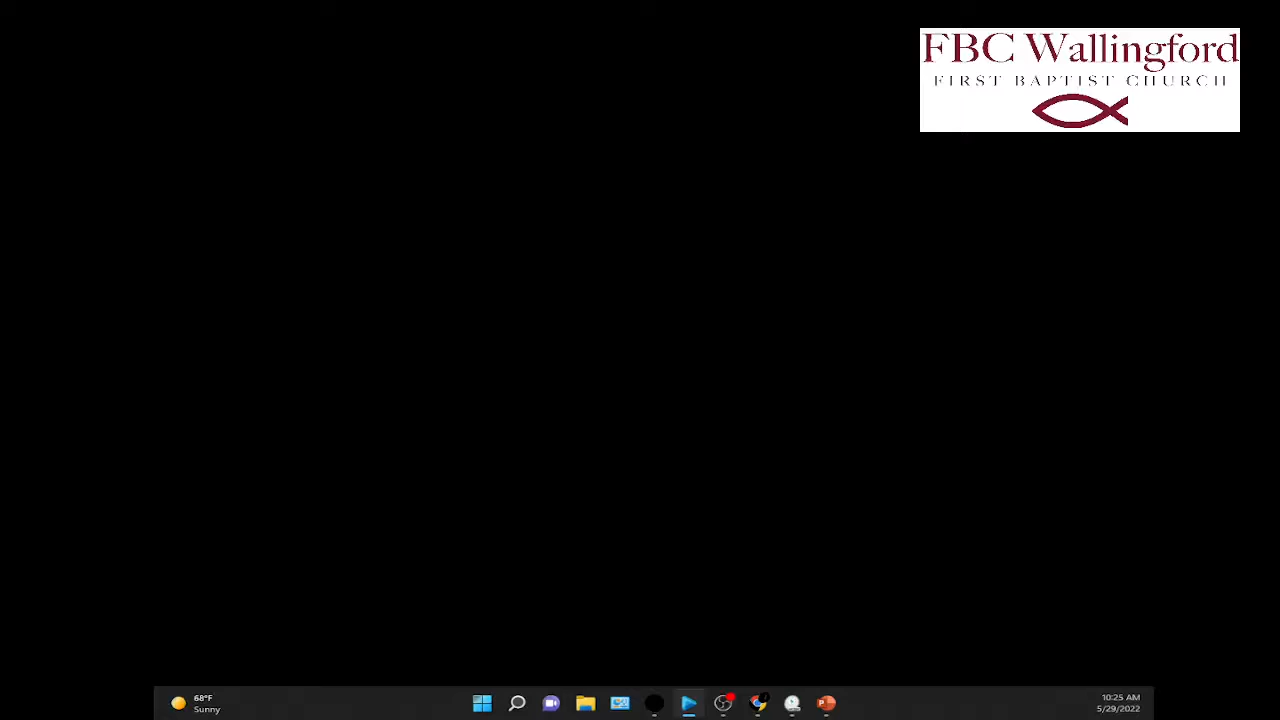 FBC Wallingford
FIRST BAPTIST CHURCH
68°F
Sunny
10:25 AM
5/29/2022